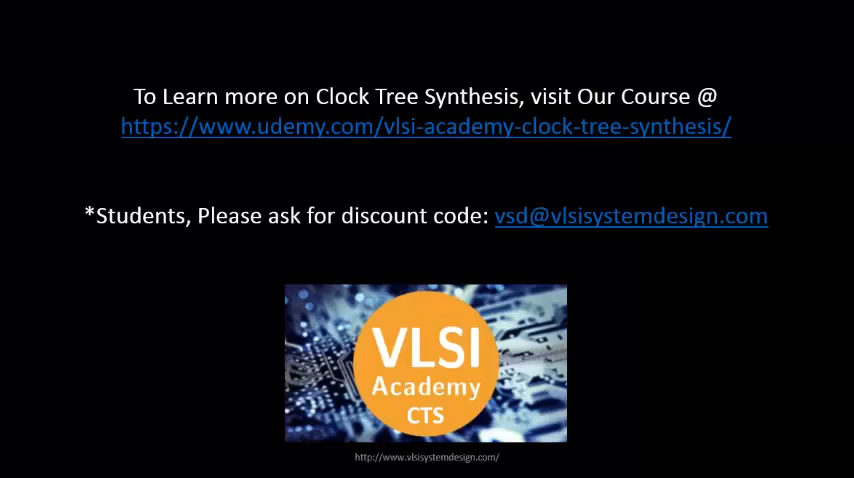 To Learn more on Clock Tree Synthesis, visit Our Course @
https://www.udemy.com/vlsi-academy-clock-tree-synthesis/
*Students, Please ask for discount code: vsd@vlsisystemdesign.com
VLSI
Academy
CTS
http://www.vlsisystemdesign.com/